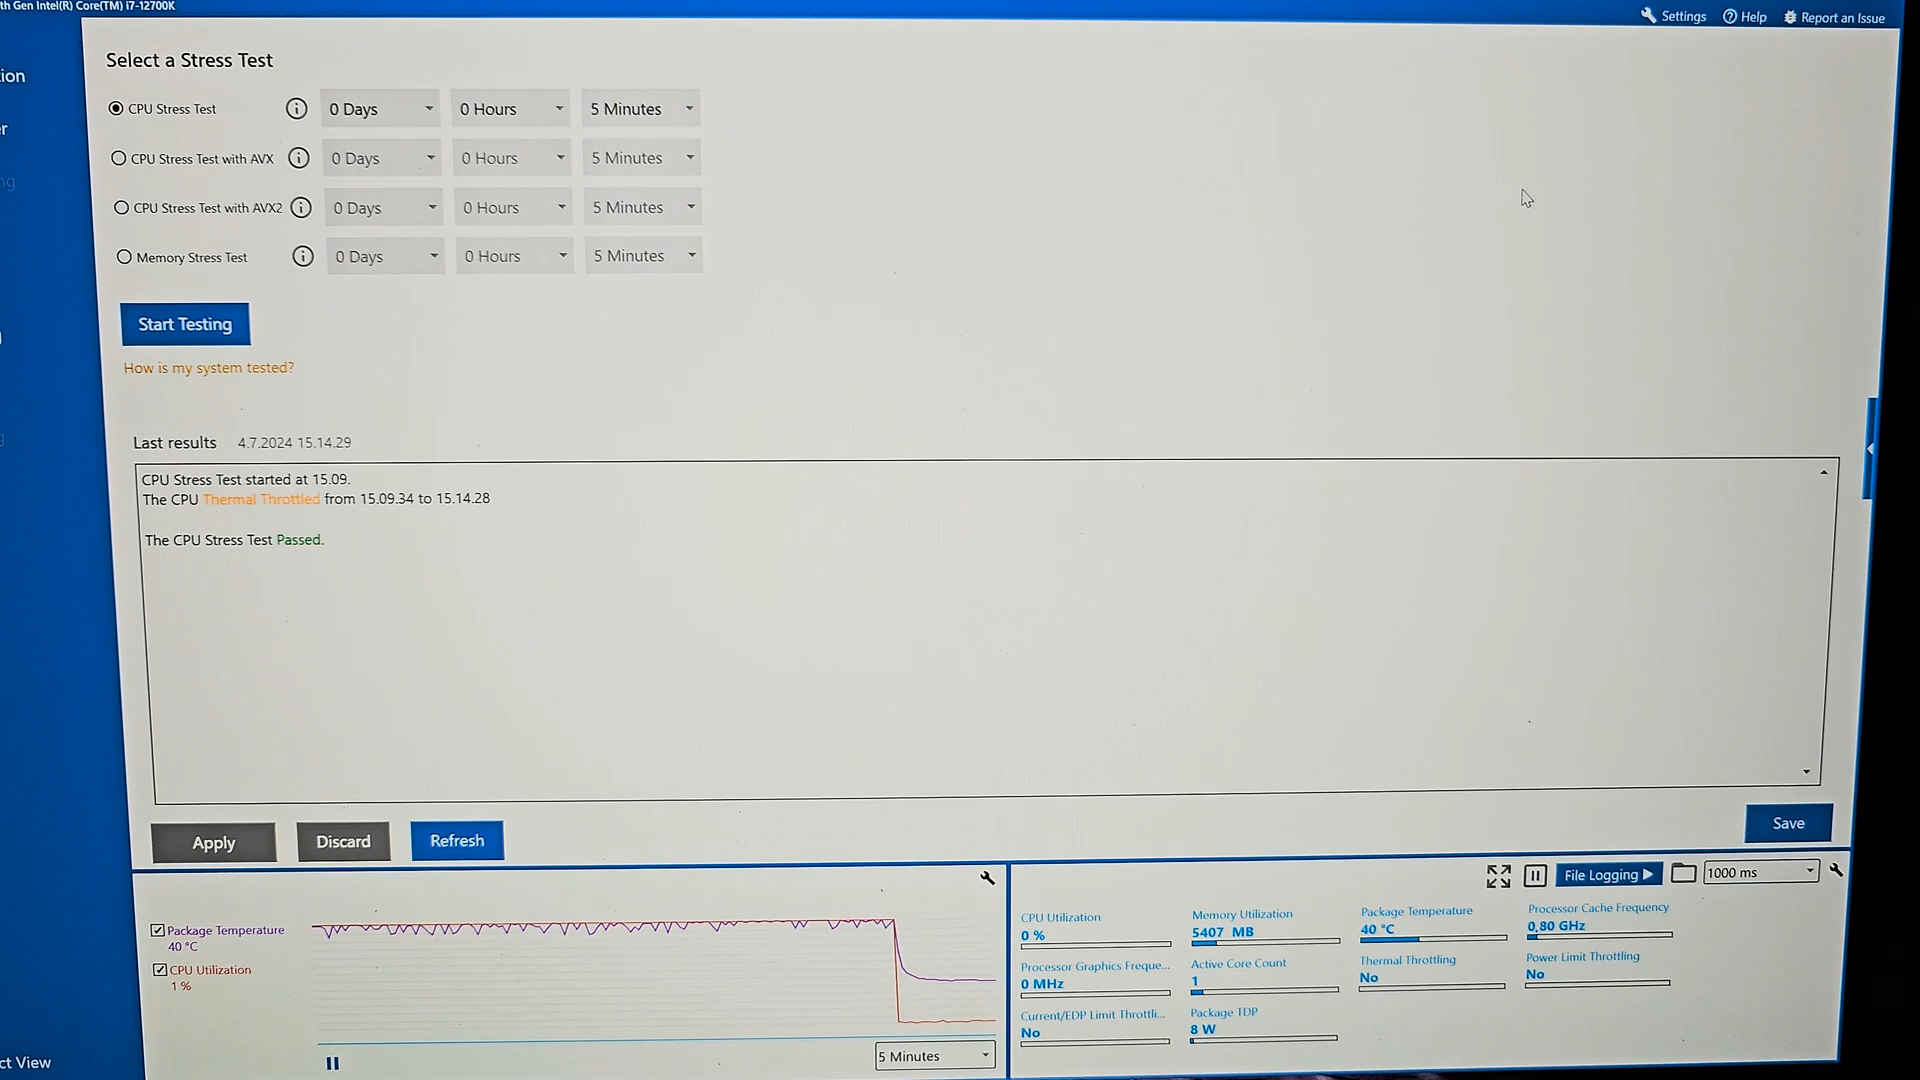 th Gen Intel(R) Core(TM) i7-12700K
Settings
Help
Report an Issue
Select a Stress Test
CPU Stress Test
0 Days
0 Hours
5 Minutes
CPU Stress Test with AVX
0 Days
0 Hours
5 Minutes
CPU Stress Test with AVX2
0 Days
0 Hours
5 Minutes
Memory Stress Test
0 Days
0 Hours
5 Minutes
Start Testing
How is my system tested?
Last results 4.7.2024 15.14.29
CPU Stress Test started at 15.09.
The CPU Thermal Throttled from 15.09.34 to 15.14.28
The CPU Stress Test Passed.
Apply
Discard
Refresh
Save
File Logging
1000 ms
Package Temperature
40 °C
CPU Utilization
1 %
5 Minutes
CPU Utilization
0 %
Memory Utilization
5407 MB
Package Temperature
40 °C
Processor Cache Frequency
0,80 GHz
Processor Graphics Freque...
0 MHz
Active Core Count
1
Thermal Throttling
No
Power Limit Throttling
No
Current/EDP Limit Throttli...
No
Package TDP
8 W
ct View
ion
er
ng